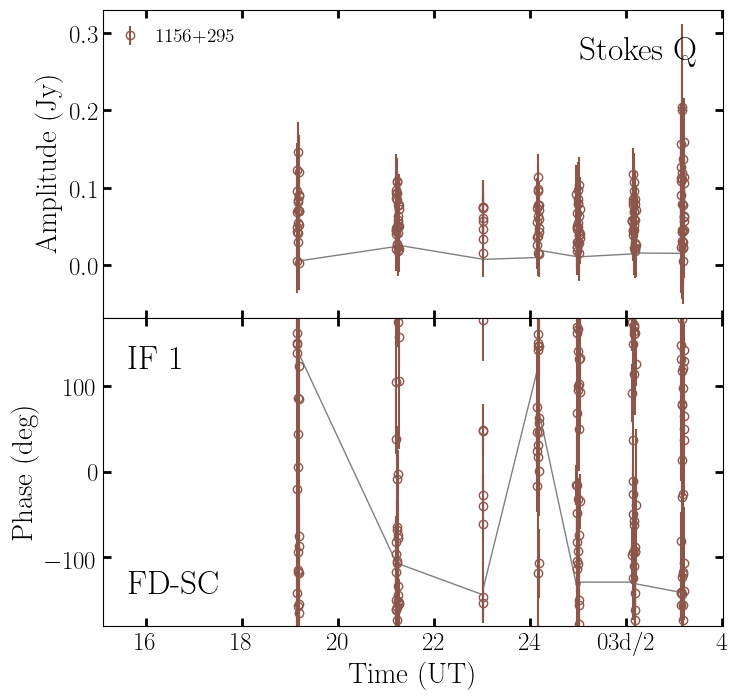 1156+295
Stokes Q
0.3
0.2
0.1
0.0
Amplitude (Jy)
IF 1
100
0
−100
Phase (deg)
FD-SC
16 18 20 22 24 03d/2 4
Time (UT)